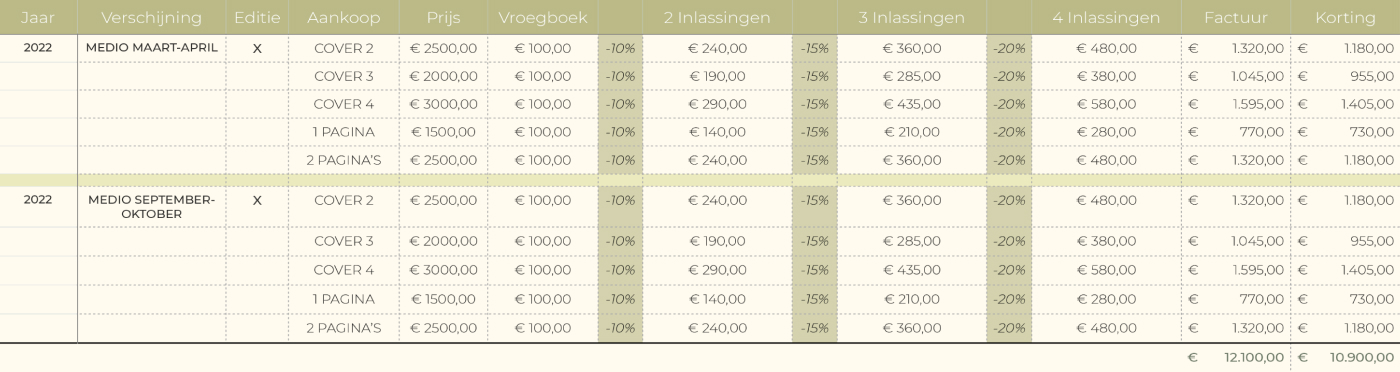 Jaar Verschijning Editie Aankoop Prijs Vroegboek 2 Inlassingen 3 Inlassingen 4 Inlassingen Factuur Korting
2022 MEDIO MAART-APRIL X COVER 2 € 2500,00 € 100,00 -10% € 240,00 -15% € 360,00 -20% € 480,00 € 1.320,00 € 1.180,00
COVER 3 € 2000,00 € 100,00 -10% € 190,00 -15% € 285,00 -20% € 380,00 € 1.045,00 € 955,00
COVER 4 € 3000,00 € 100,00 -10% € 290,00 -15% € 435,00 -20% € 580,00 € 1.595,00 € 1.405,00
1 PAGINA € 1500,00 € 100,00 -10% € 140,00 -15% € 210,00 -20% € 280,00 € 770,00 € 730,00
2 PAGINA'S € 2500,00 € 100,00 -10% € 240,00 -15% € 360,00 -20% € 480,00 € 1.320,00 € 1.180,00
2022 MEDIO SEPTEMBER- X COVER 2 € 2500,00 € 100,00 -10% € 240,00 -15% € 360,00 -20% € 480,00 € 1.320,00 € 1.180,00
OKTOBER
COVER 3 € 2000,00 € 100,00 -10% € 190,00 -15% € 285,00 -20% € 380,00 € 1.045,00 € 955,00
COVER 4 € 3000,00 € 100,00 -10% € 290,00 -15% € 435,00 -20% € 580,00 € 1.595,00 € 1.405,00
1 PAGINA € 1500,00 € 100,00 -10% € 140,00 -15% € 210,00 -20% € 280,00 € 770,00 € 730,00
2 PAGINA'S € 2500,00 € 100,00 -10% € 240,00 -15% € 360,00 -20% € 480,00 € 1.320,00 € 1.180,00
€ 12.100,00 € 10.900,00